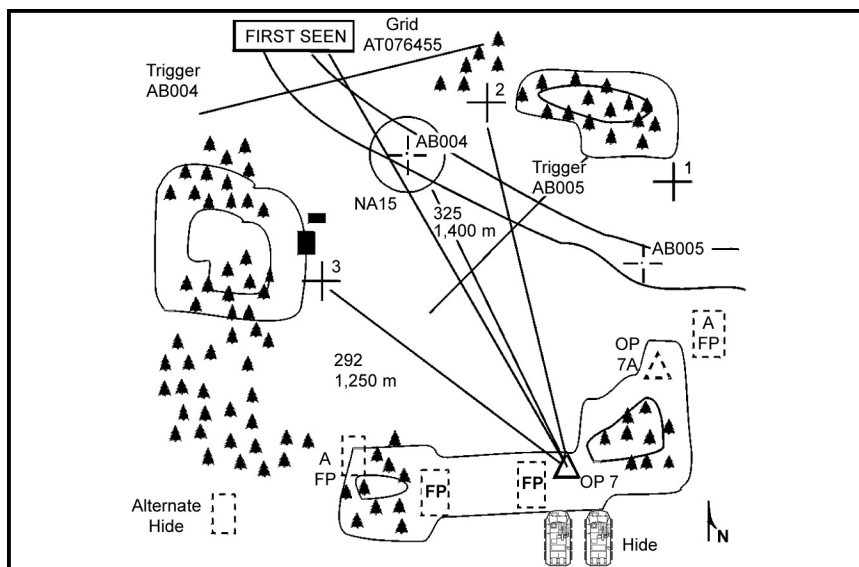 FIRST SEEN
Grid
AT076455
Trigger
AB004
2
AB004
Trigger
AB005
1
NA15
325
1,400 m
AB005
3
A
FP
OP
7A
292
1,250 m
A
FP
FP
FP
OP 7
Alternate
Hide
Hide
N